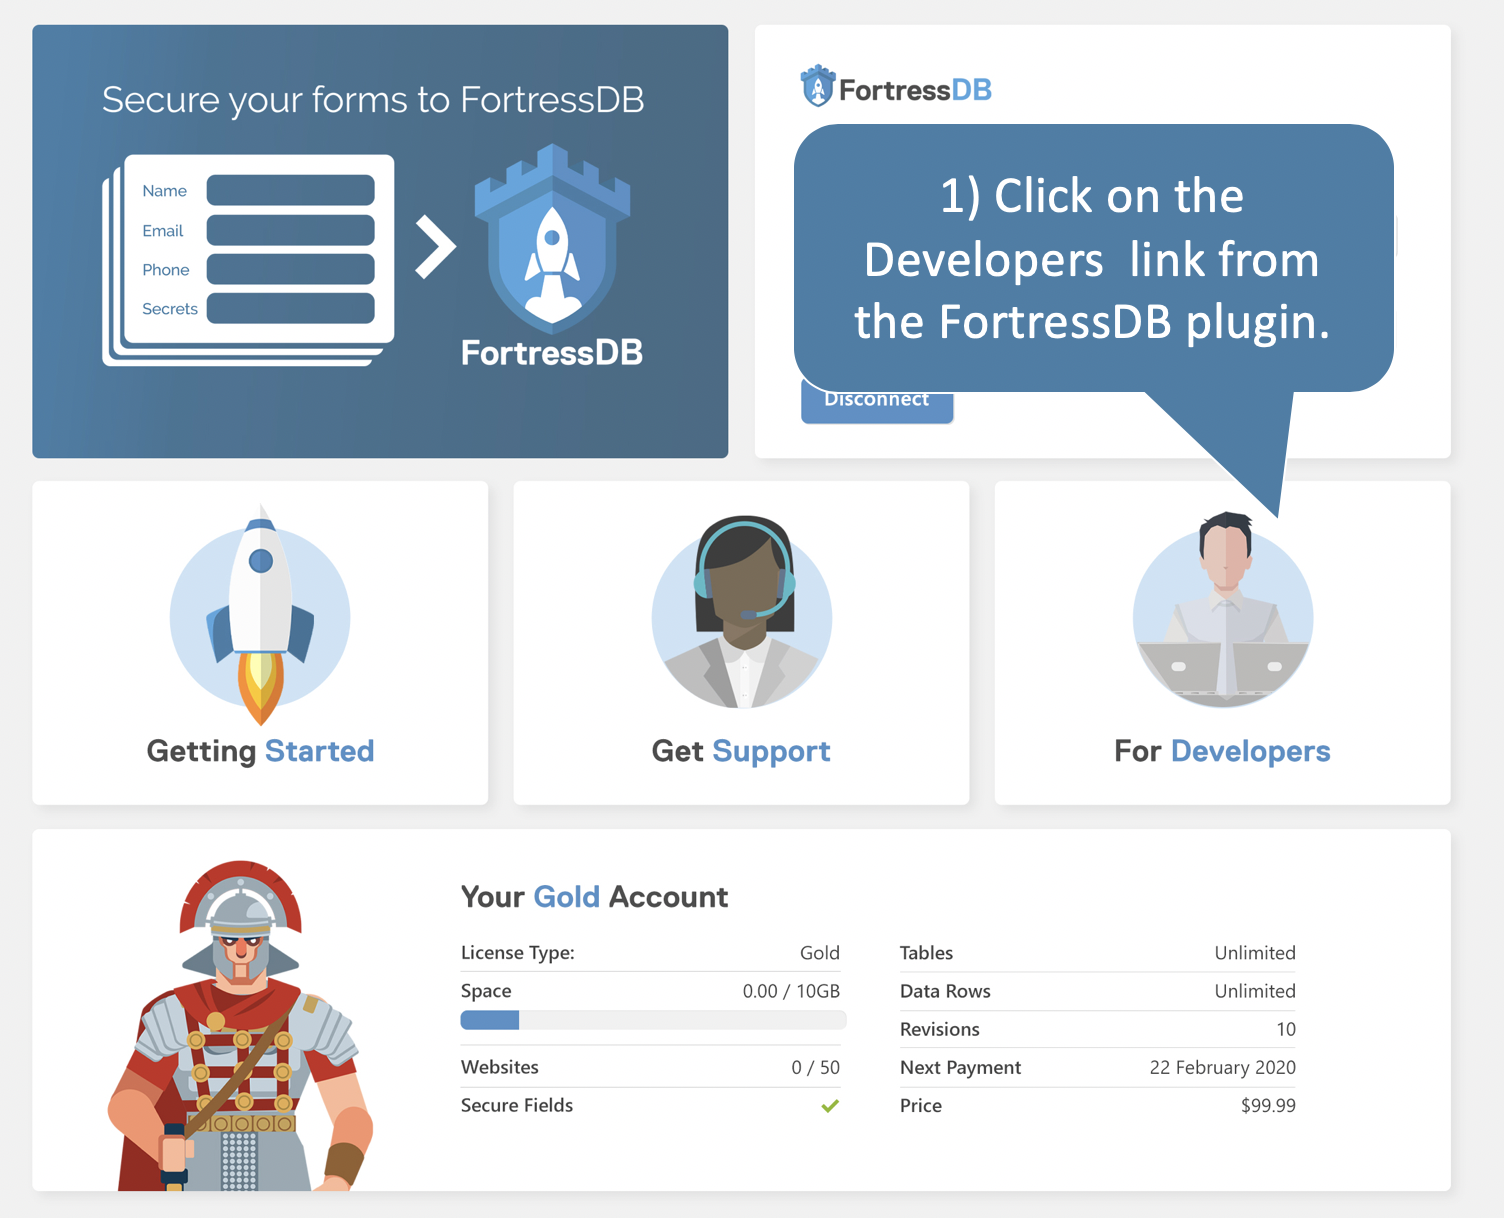 Secure your forms to FortressDB
Name
Email
Phone
Secrets
FortressDB
FortressDB
1) Click on the
Developers link from
the FortressDB plugin.
Disconnect
Getting Started
Get Support
For Developers
Your Gold Account
License Type: Gold
Space 0.00 / 10GB
Websites 0 / 50
Secure Fields
Tables Unlimited
Data Rows Unlimited
Revisions 10
Next Payment 22 February 2020
Price $99.99